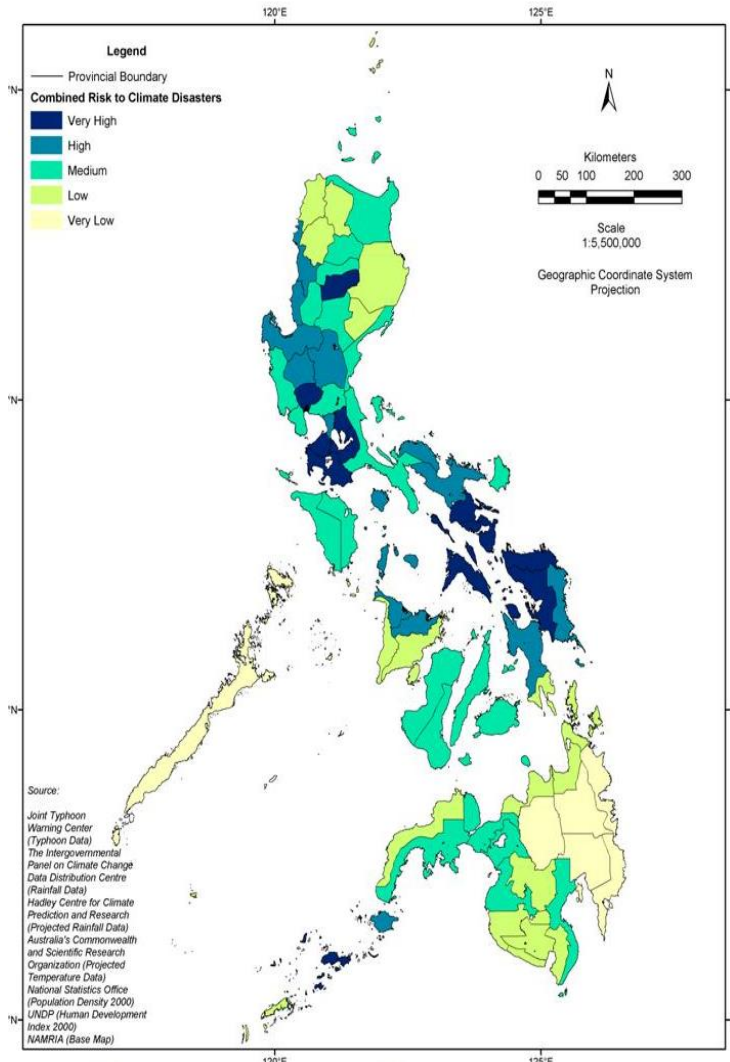 120°E
125°E
Legend
Provincial Boundary
Combined Risk to Climate Disasters
Very High
High
Medium
Low
Very Low
N
Kilometers
0 50 100 200 300
Scale
1:5,500,000
Geographic Coordinate System
Projection
°N
°N
°N
°N
Source:
Joint Typhoon
Warning Center
(Typhoon Data)
The Intergovernmental
Panel on Climate Change
Data Distribution Centre
(Rainfall Data)
Hadley Centre for Climate
Prediction and Research
(Projected Rainfall Data)
Australia's Commonwealth
and Scientific Research
Organization (Projected
Temperature Data)
National Statistics Office
(Population Density 2000)
UNDP (Human Development
Index 2000)
NAMRIA (Base Map)
120°E
125°E